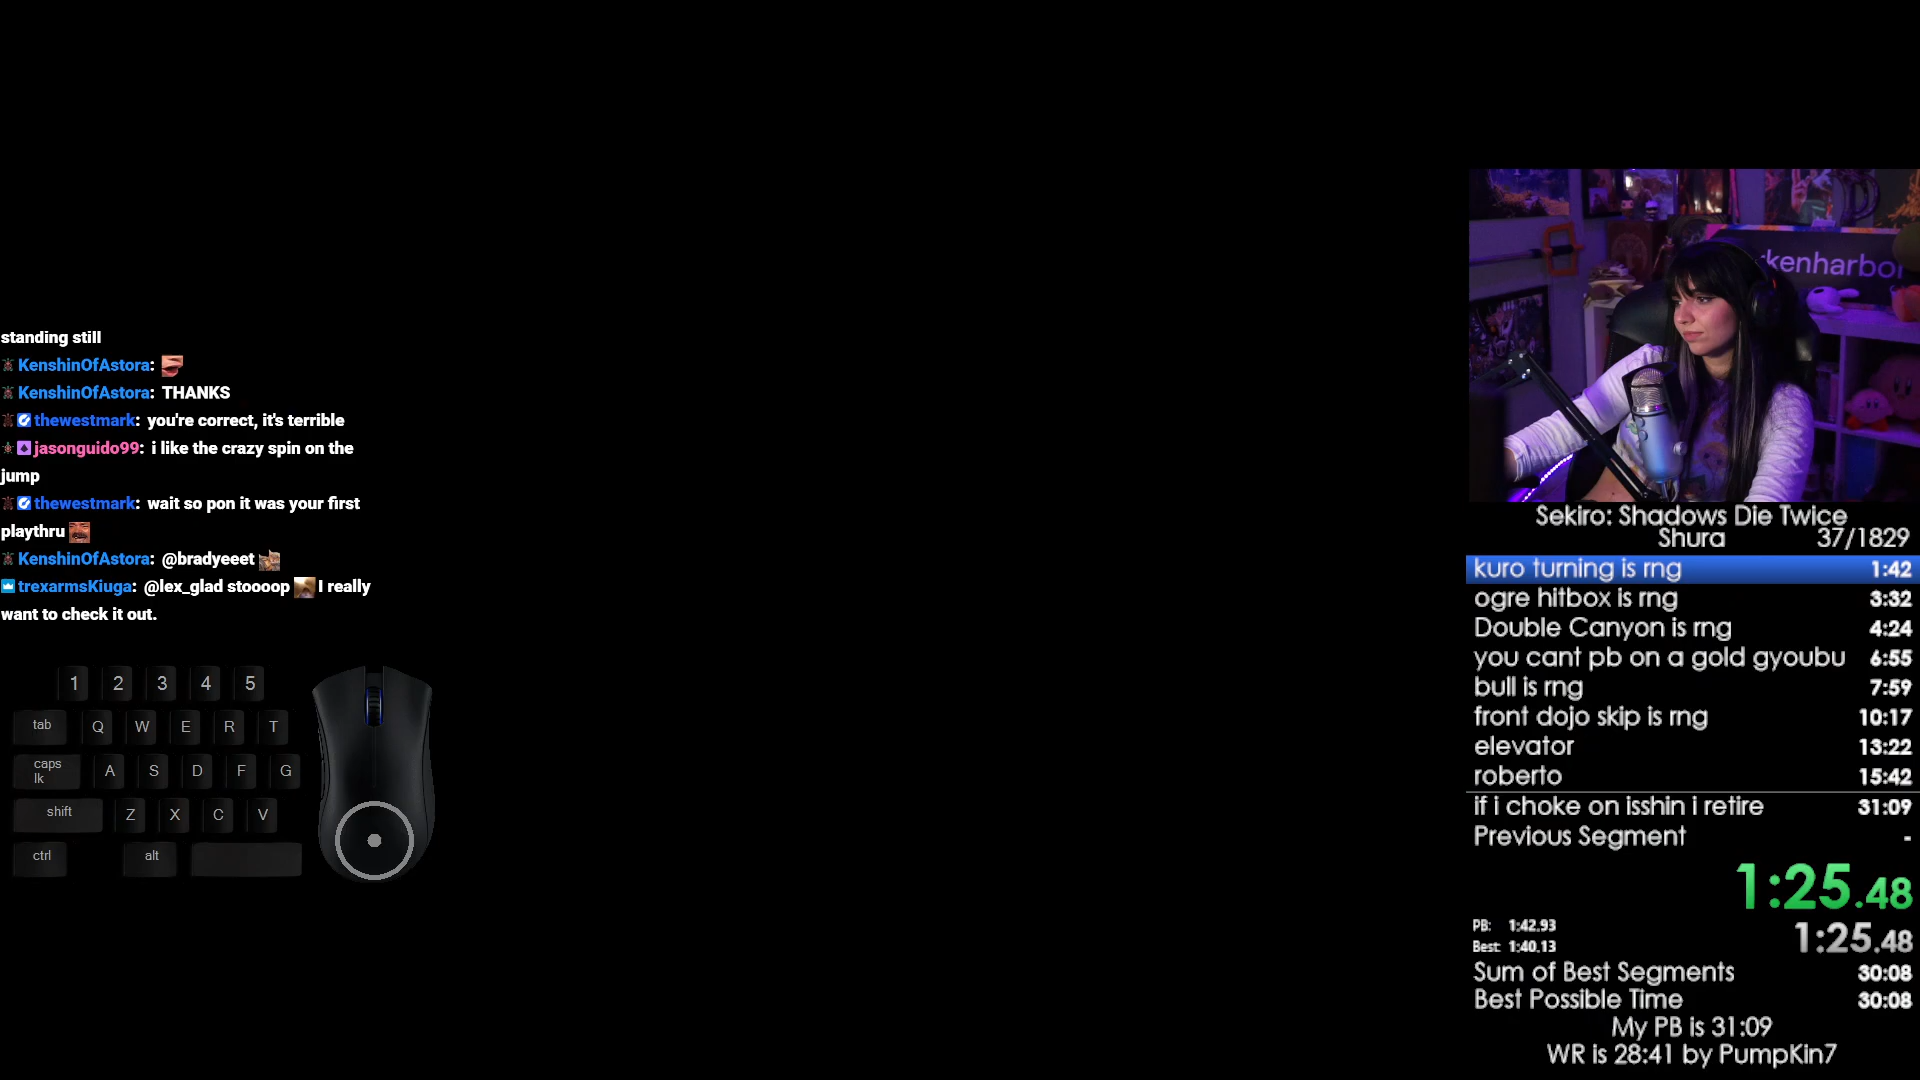 standing still
KenshinOfAstora:
KenshinOfAstora: THANKS
thewestmark: you're correct, it's terrible
jasonguido99: i like the crazy spin on the
jump
thewestmark: wait so pon it was your first
playthru
KenshinOfAstora: @bradyeeet
trexarmsKiuga: @lex_glad stoooop I really
want to check it out.
1 2 3 4 5
tab Q W E R T
caps
lk A S D F G
shift Z X C V
ctrl alt
kenharbor
Sekiro: Shadows Die Twice
Shura 37/1829
kuro turning is rng 1:42
ogre hitbox is rng 3:32
Double Canyon is rng 4:24
you cant pb on a gold gyoubu 6:55
bull is rng 7:59
front dojo skip is rng 10:17
elevator 13:22
roberto 15:42
if i choke on isshin i retire 31:09
Previous Segment -
1:25.48
PB: 1:42.93
Best: 1:40.13
1:25.48
Sum of Best Segments 30:08
Best Possible Time 30:08
My PB is 31:09
WR is 28:41 by PumpKin7